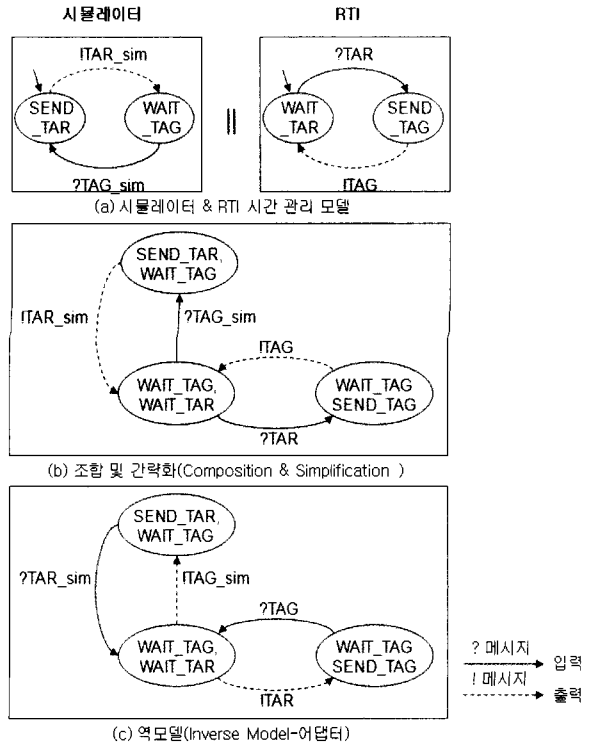 시뮬레이터
RTI
!TAR_sim
SEND
_TAR
WAIT
_TAG
?TAG_sim
||
?TAR
WAIT
_TAR
SEND
_TAG
!TAG
(a) 시뮬레이터 & RTI 시간 관리 모델
SEND_TAR,
WAIT_TAG
!TAR_sim
?TAG_sim
!TAG
WAIT_TAG,
WAIT_TAR
WAIT_TAG
SEND_TAG
?TAR
(b) 조합 및 간략화(Composition & Simplification )
SEND_TAR,
WAIT_TAG
?TAR_sim
!TAG_sim
?TAG
WAIT_TAG,
WAIT_TAR
WAIT_TAG
SEND_TAG
!TAR
? 메시지
입력
! 메시지
출력
(c) 역모델(Inverse Model-어댑터)